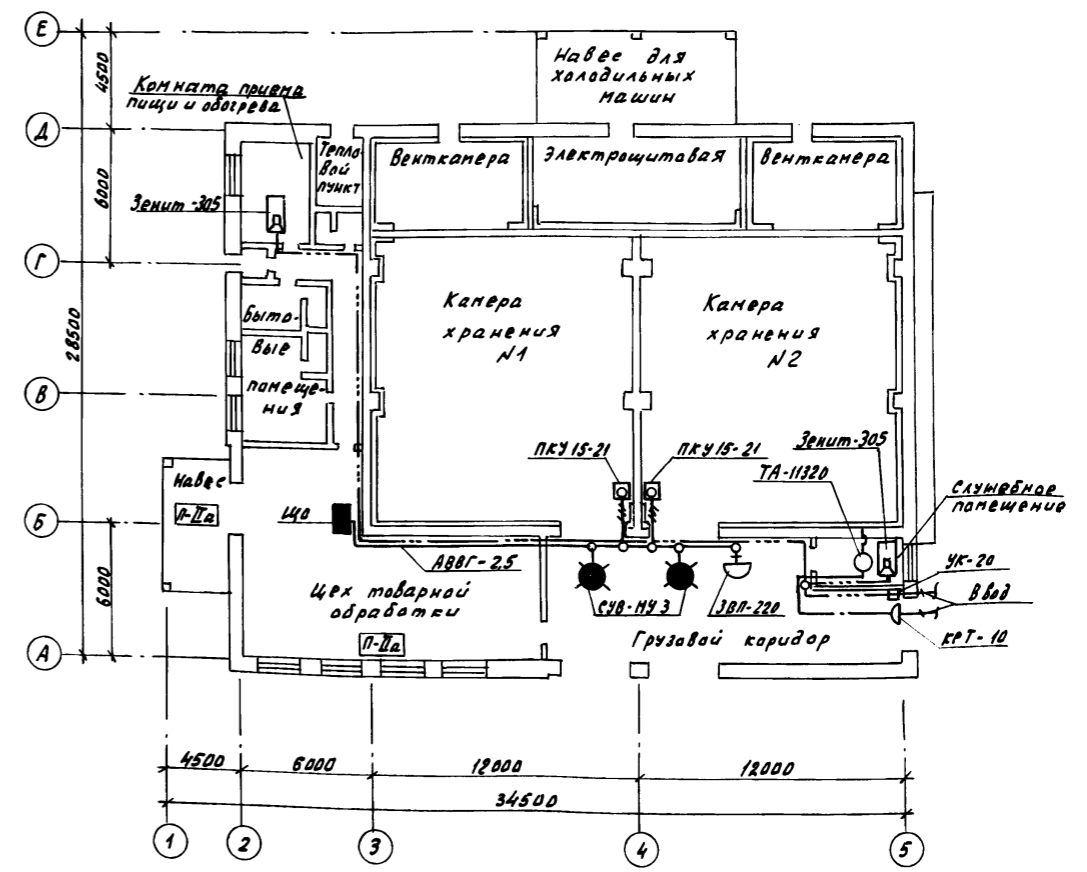 Е
Навес для
холодильных
машин
4500
Комната приема
пищи и обогрева
Д
Тепло-
вой
пункт
Венткамера
Электрощитовая
Венткамера
6000
Зенит-305
Г
28500
Камера
хранения
№1
Камера
хранения
№2
Быто-
вые
помеще-
ния
В
ПКУ 15-21
ПКУ 15-21
Зенит-305
ТА-11320
Служебное
помещение
Навес
П-IIа
ЩО
Б
АВВГ-2,5
УК-20
6000
Цех товарной
обработки
СУВ-МУЗ
ЗВП-220
Ввод
П-IIа
Грузавой коридор
КРТ-10
А
4500
6000
12000
12000
34500
1
2
3
4
5